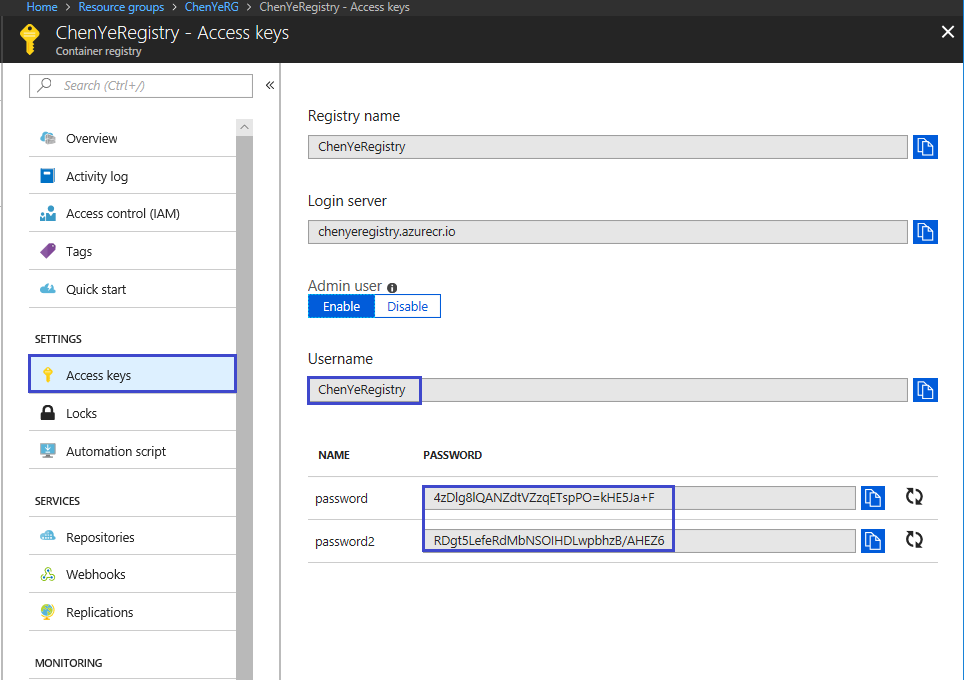 Home > Resource groups > ChenYeRG > ChenYeRegistry - Access keys
ChenYeRegistry - Access keys
Container registry
Search (Ctrl+/)
Overview
Activity log
Access control (IAM)
Tags
Quick start
SETTINGS
Access keys
Locks
Automation script
SERVICES
Repositories
Webhooks
Replications
MONITORING
Registry name
ChenYeRegistry
Login server
chenyeregistry.azurecr.io
Admin user
Enable Disable
Username
ChenYeRegistry
NAME PASSWORD
password 4zDlg8lQANZdtVZzqETspPO=kHE5Ja+F
password2 RDgt5LefeRdMbNSOIHDLwpbhzB/AHEZ6